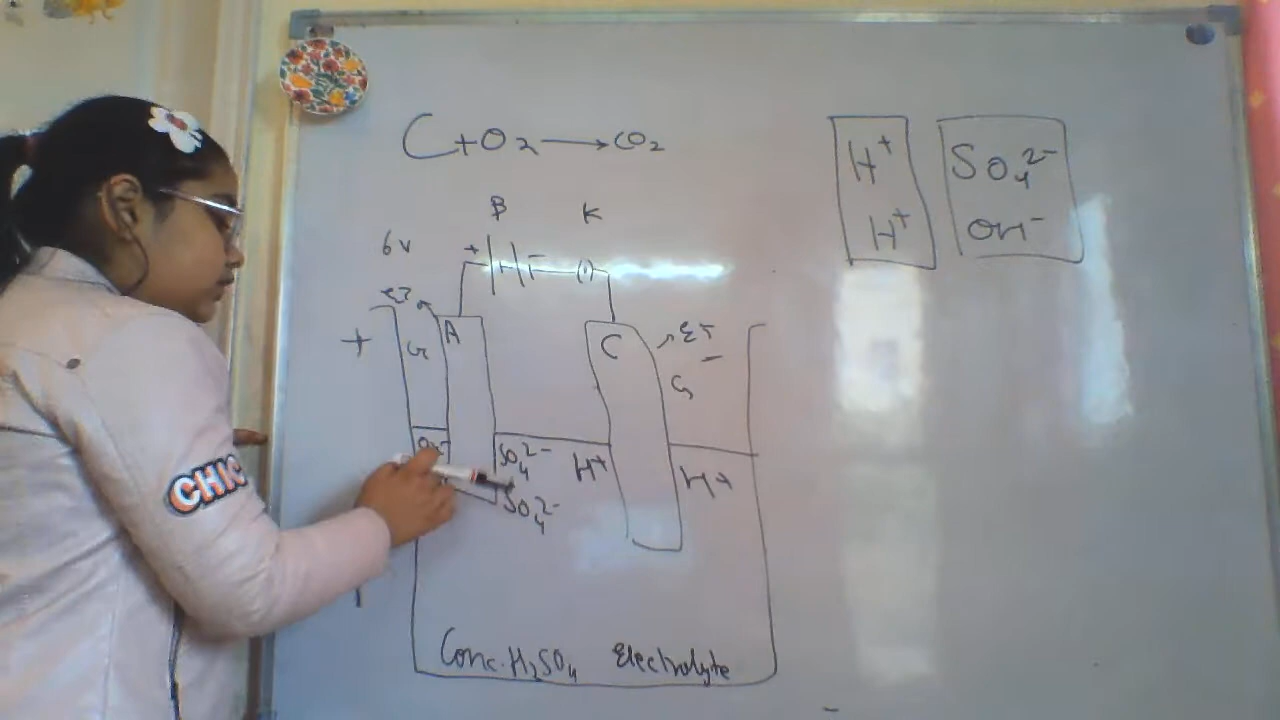 C + O₂ → CO₂
H⁺
H⁺
SO₄²⁻
OH⁻
B K
6v
+ -
+
A
G
C
-
G
SO₄²⁻
SO₄²⁻
H⁺
H⁺
Conc. H₂SO₄ Electrolyte
CHIC